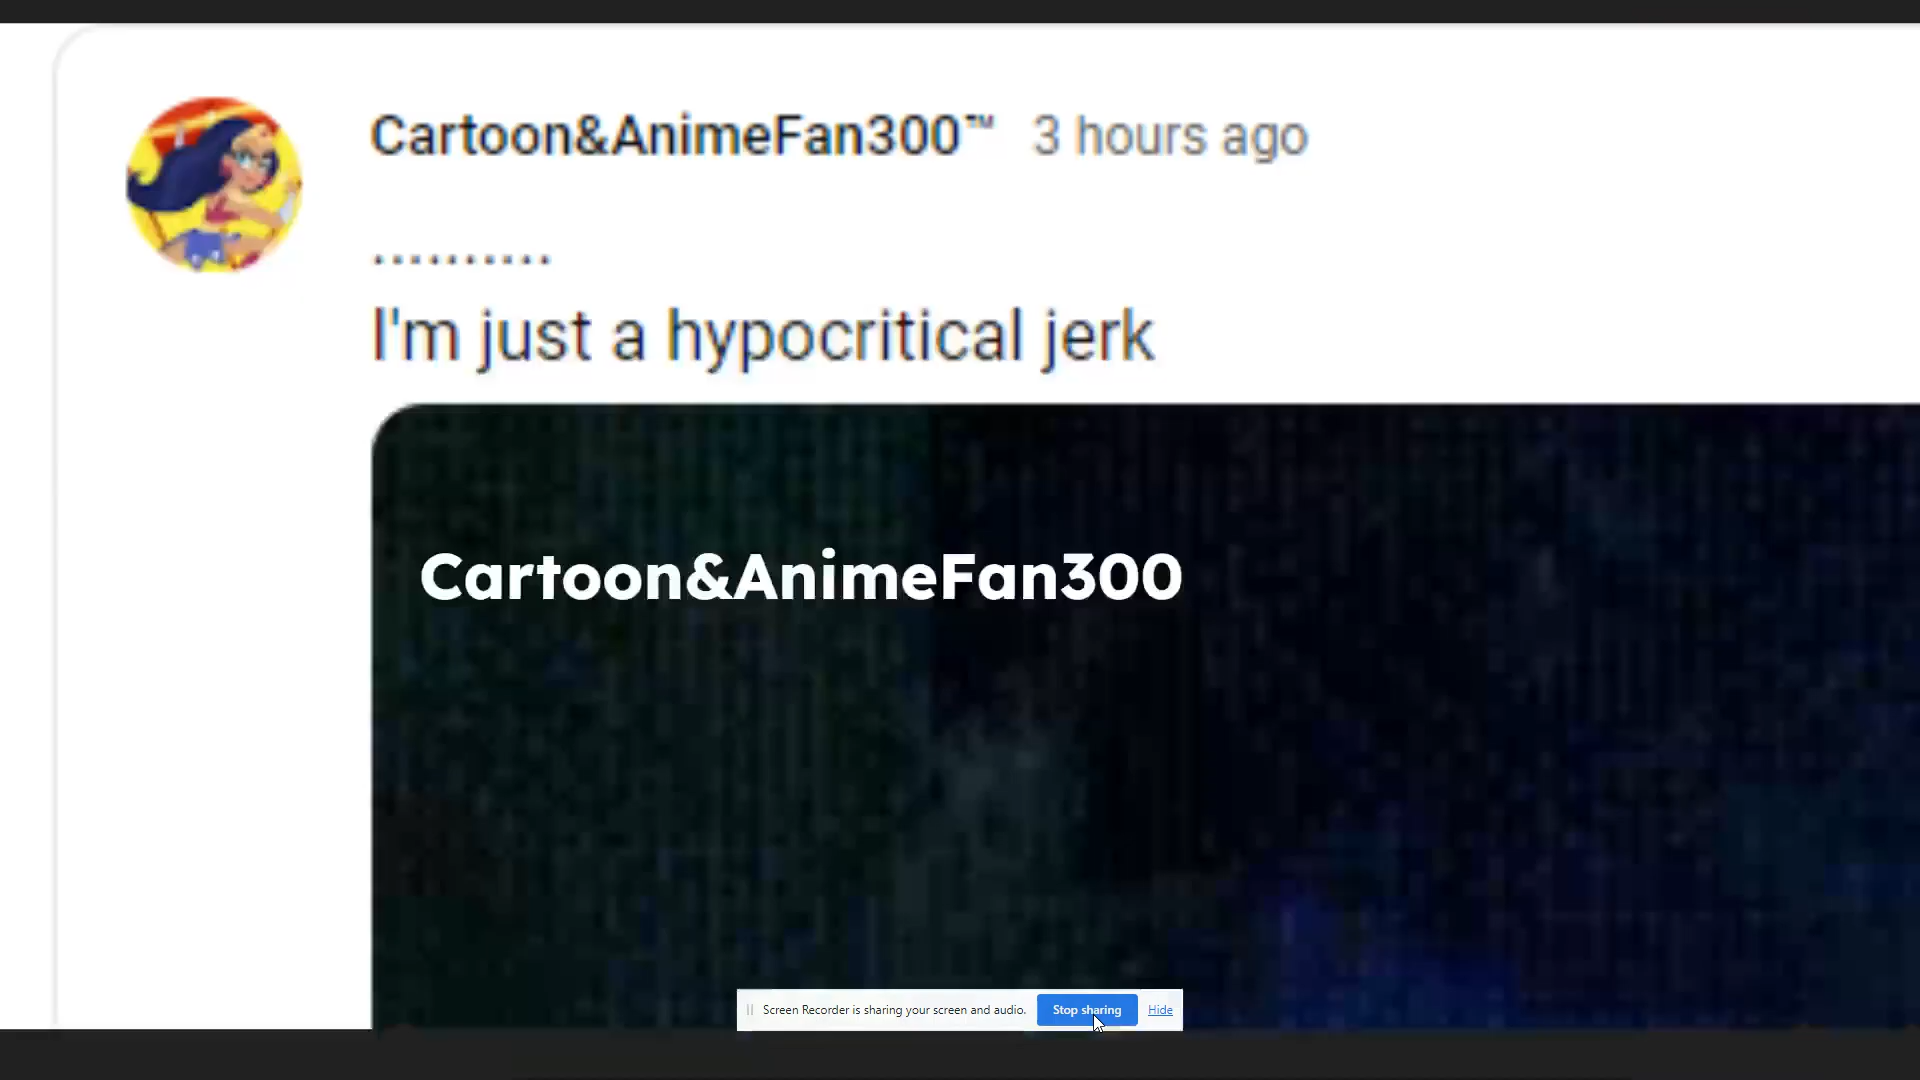 Cartoon&AnimeFan300™ 3 hours ago
..........
I'm just a hypocritical jerk
Cartoon&AnimeFan300
Screen Recorder is sharing your screen and audio. Stop sharing Hide